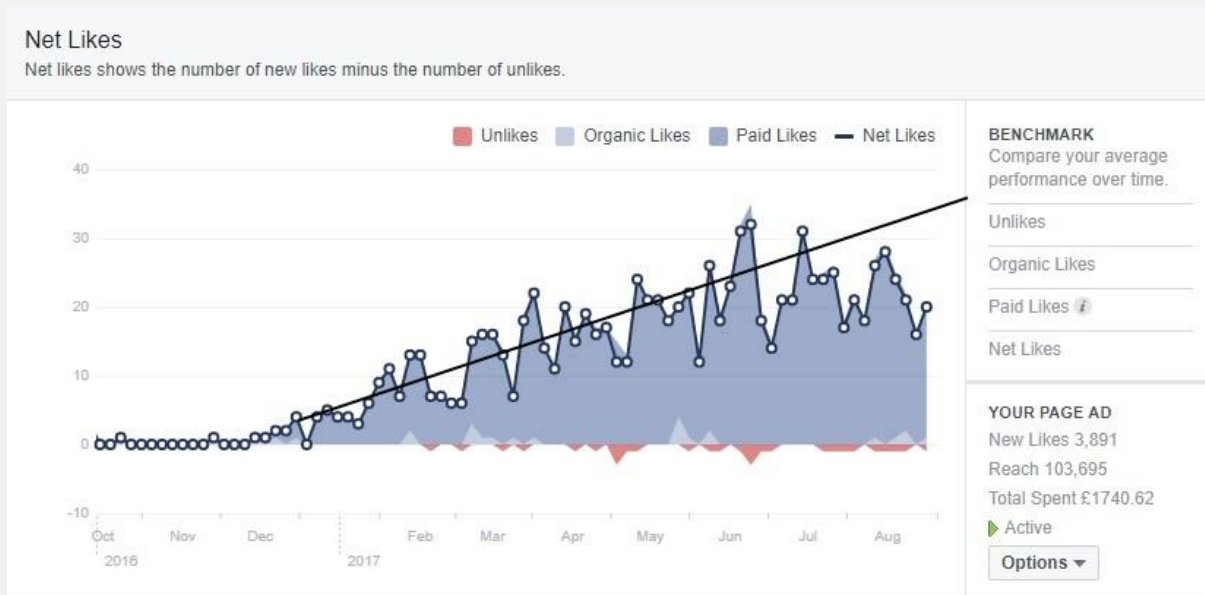 Net Likes
Net likes shows the number of new likes minus the number of unlikes.
Unlikes Organic Likes Paid Likes Net Likes
40
30
20
10
0
-10
Oct Nov Dec Feb Mar Apr May Jun Jul Aug
2016 2017
BENCHMARK
Compare your average
performance over time.
Unlikes
Organic Likes
Paid Likes i
Net Likes
YOUR PAGE AD
New Likes 3,891
Reach 103,695
Total Spent £1740.62
Active
Options